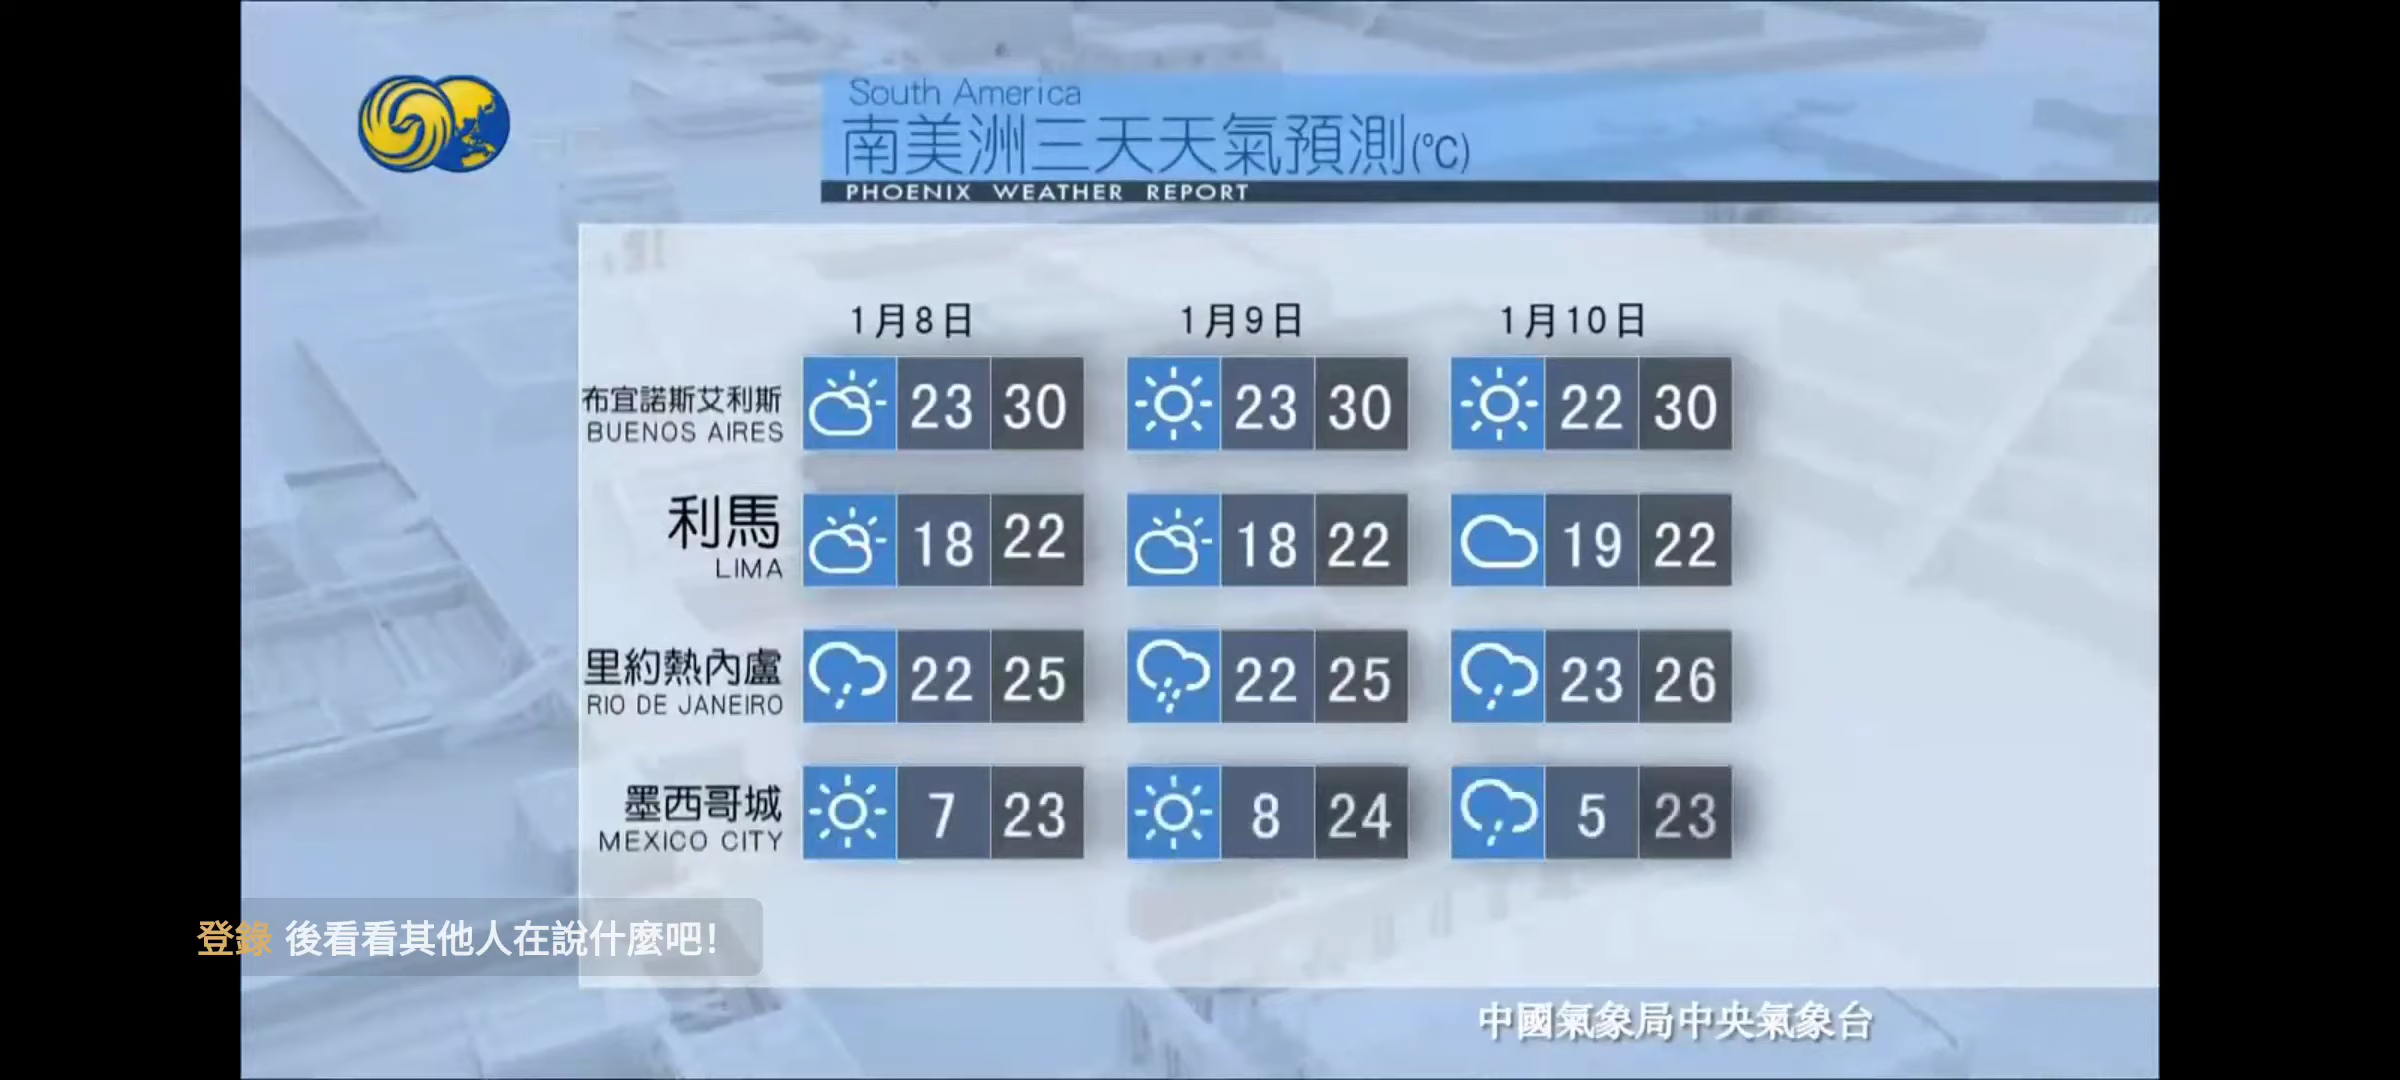 South America
南美洲三天天氣預測(°C)
PHOENIX WEATHER REPORT
1月8日 1月9日 1月10日
布宜諾斯艾利斯 23 30 23 30 22 30
BUENOS AIRES
利馬 18 22 18 22 19 22
LIMA
里約熱內盧 22 25 22 25 23 26
RIO DE JANEIRO
墨西哥城 7 23 8 24 5 23
MEXICO CITY
登錄 後看看其他人在說什麼吧!
中國氣象局中央氣象台